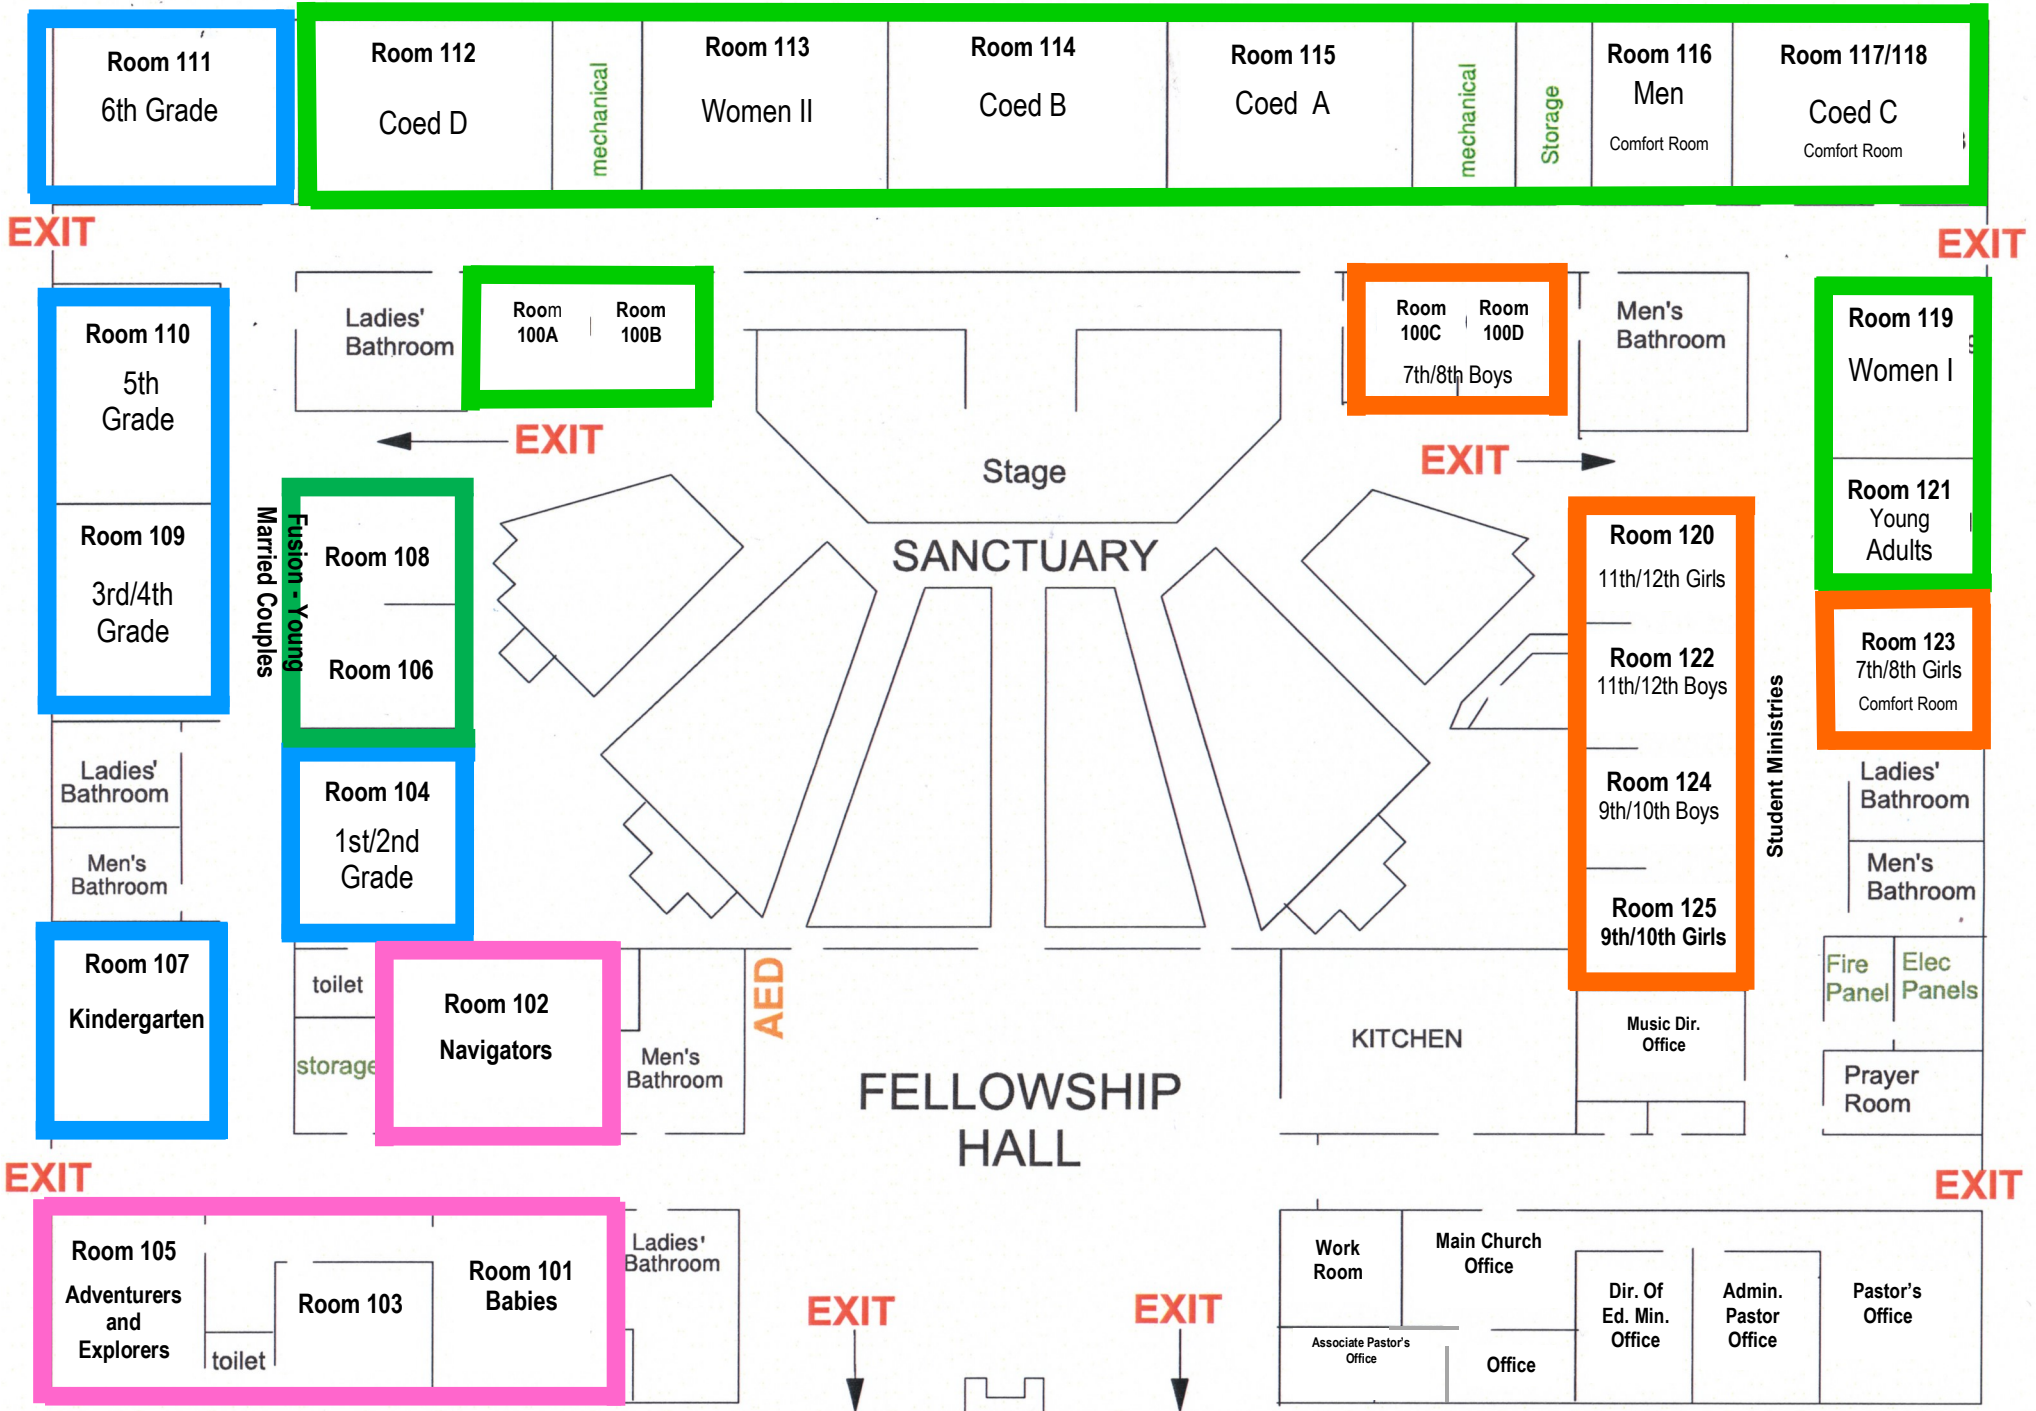 Room 111
6th Grade
Room 112
Coed D
mechanical
Room 113
Women II
Room 114
Coed B
Room 115
Coed A
mechanical
Storage
Room 116
Men
Comfort Room
Room 117/118
Coed C
Comfort Room
EXIT
EXIT
Ladies'
Bathroom
Room
100A
Room
100B
Room
100C
Room
100D
7th/8th Boys
Men's
Bathroom
Room 119
Women I
Room 110
5th
Grade
EXIT
EXIT
Stage
SANCTUARY
Room 121
Young
Adults
Room 109
3rd/4th
Grade
Fusion - Young
Married Couples
Room 108
Room 106
Room 120
11th/12th Girls
Room 122
11th/12th Boys
Room 124
9th/10th Boys
Room 125
9th/10th Girls
Student Ministries
Room 123
7th/8th Girls
Comfort Room
Ladies'
Bathroom
Men's
Bathroom
Room 104
1st/2nd
Grade
Ladies'
Bathroom
Men's
Bathroom
Room 107
Kindergarten
toilet
storage
Room 102
Navigators
Men's
Bathroom
AED
FELLOWSHIP
HALL
KITCHEN
Music Dir.
Office
Fire
Panel
Elec
Panels
Prayer
Room
EXIT
EXIT
Room 105
Adventurers
and
Explorers
toilet
Room 103
Room 101
Babies
Ladies'
Bathroom
EXIT
EXIT
Work
Room
Main Church
Office
Associate Pastor's
Office
Office
Dir. Of
Ed. Min.
Office
Admin.
Pastor
Office
Pastor's
Office